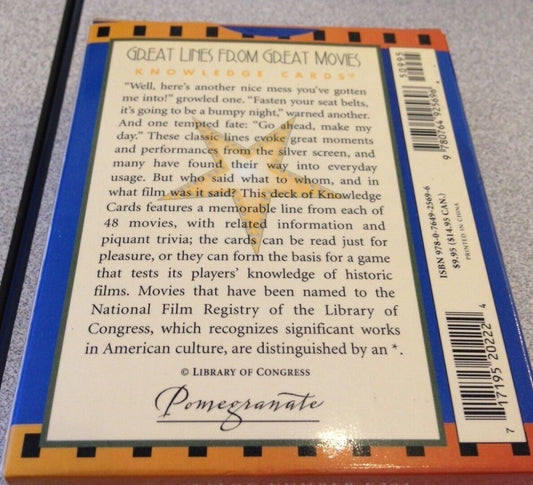 GREAT LINES FROM GREAT MOVIES
KNOWLEDGE CARDS®
"Well, here's another nice mess you've gotten
me into!" growled one. "Fasten your seat belts,
it's going to be a bumpy night," warned another.
And one tempted fate: "Go ahead, make my
day." These classic lines evoke great moments
and performances from the silver screen, and
many have found their way into everyday
usage. But who said what to whom, and in
what film was it said? This deck of Knowledge
Cards features a memorable line from each of
48 movies, with related information and
piquant trivia; the cards can be read just for
pleasure, or they can form the basis for a game
that tests its players' knowledge of historic
films. Movies that have been named to the
National Film Registry of the Library of
Congress, which recognizes significant works
in American culture, are distinguished by an *.
© LIBRARY OF CONGRESS
Pomegranate
50995
9 780764 925696
ISBN 978-0-7649-2569-6
$9.95 ($14.95 CAN.)
PRINTED IN CHINA
7 17195 20222 4